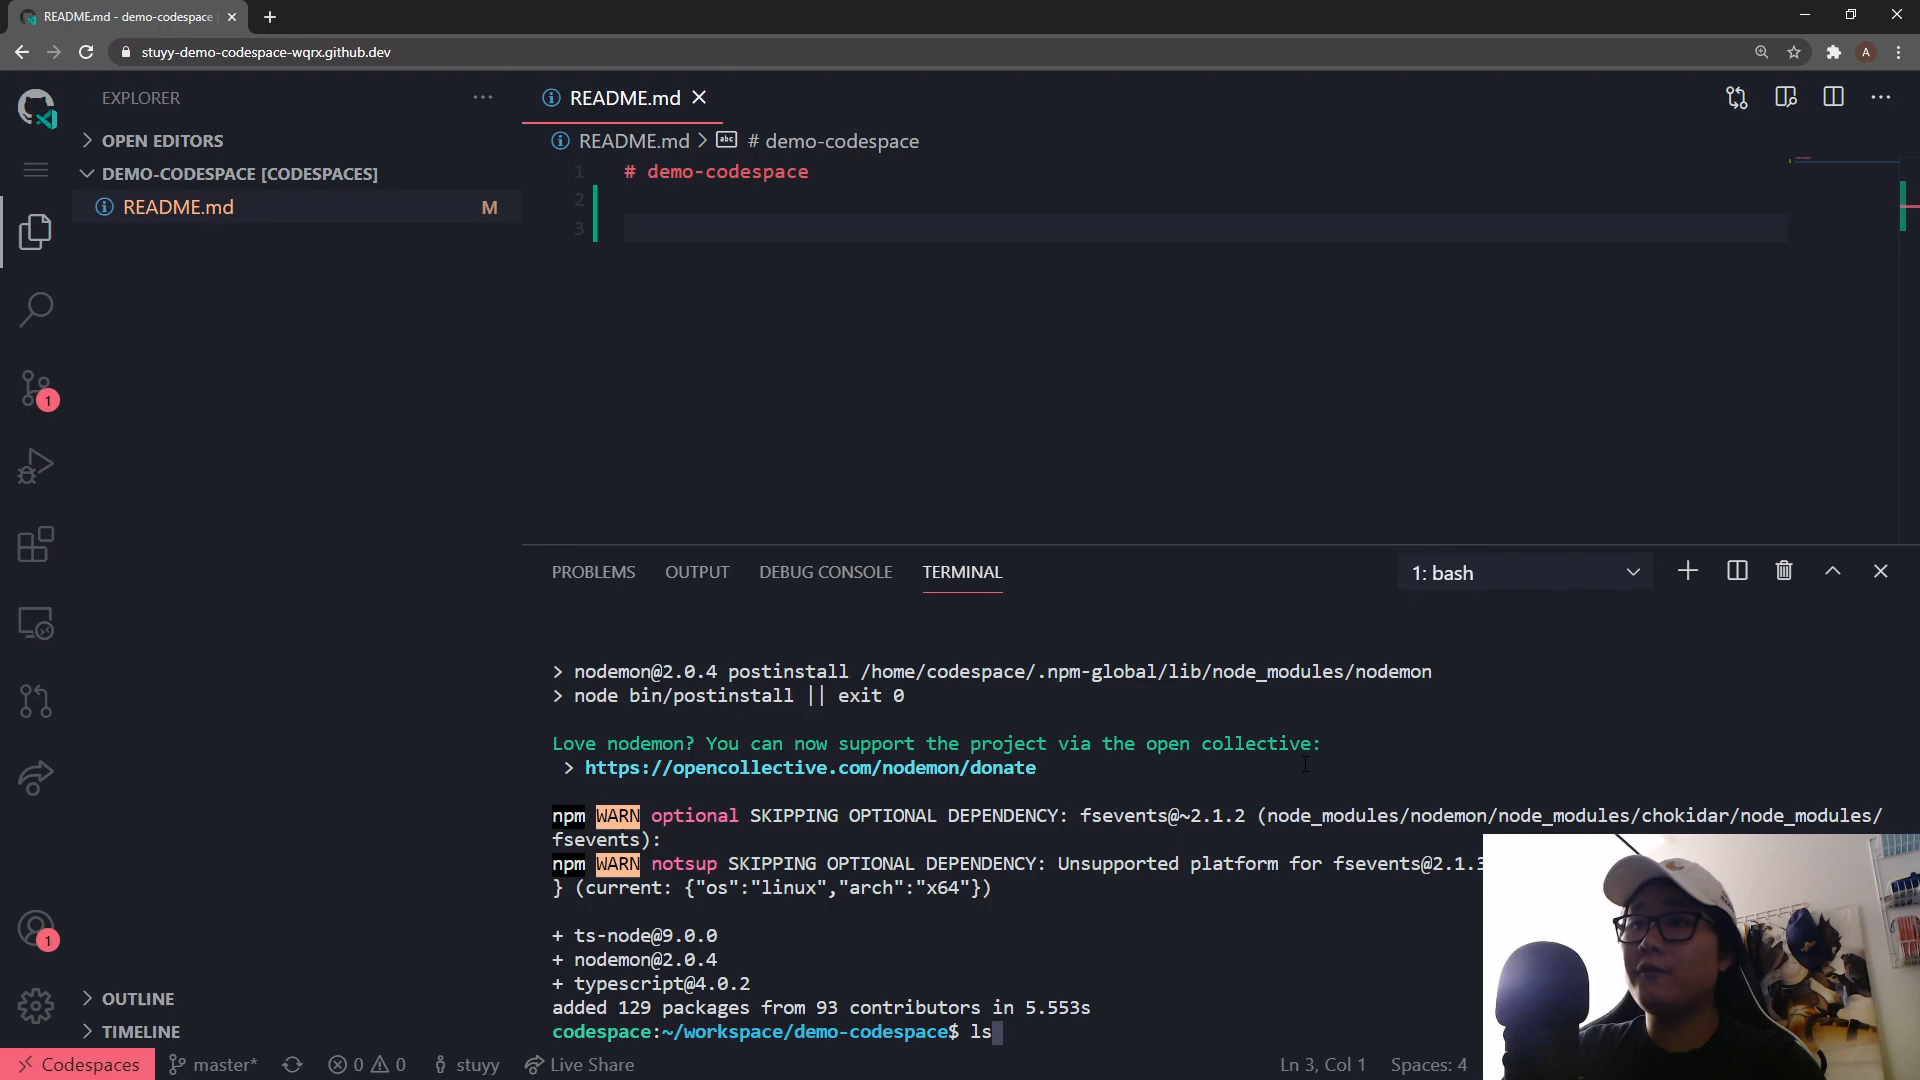 README.md - demo-codespace
stuyy-demo-codespace-wqrx.github.dev
A
EXPLORER
OPEN EDITORS
DEMO-CODESPACE [CODESPACES]
README.md M
README.md
README.md > # demo-codespace
1 # demo-codespace
2
3
1
1
PROBLEMS OUTPUT DEBUG CONSOLE TERMINAL 1: bash
> nodemon@2.0.4 postinstall /home/codespace/.npm-global/lib/node_modules/nodemon
> node bin/postinstall || exit 0
Love nodemon? You can now support the project via the open collective:
> https://opencollective.com/nodemon/donate
npm WARN optional SKIPPING OPTIONAL DEPENDENCY: fsevents@~2.1.2 (node_modules/nodemon/node_modules/chokidar/node_modules/
fsevents):
npm WARN notsup SKIPPING OPTIONAL DEPENDENCY: Unsupported platform for fsevents@2.1.3
} (current: {"os":"linux","arch":"x64"})
+ ts-node@9.0.0
+ nodemon@2.0.4
+ typescript@4.0.2
added 129 packages from 93 contributors in 5.553s
codespace:~/workspace/demo-codespace$ ls
OUTLINE
TIMELINE
Codespaces master* 0 0 stuyy Live Share Ln 3, Col 1 Spaces: 4